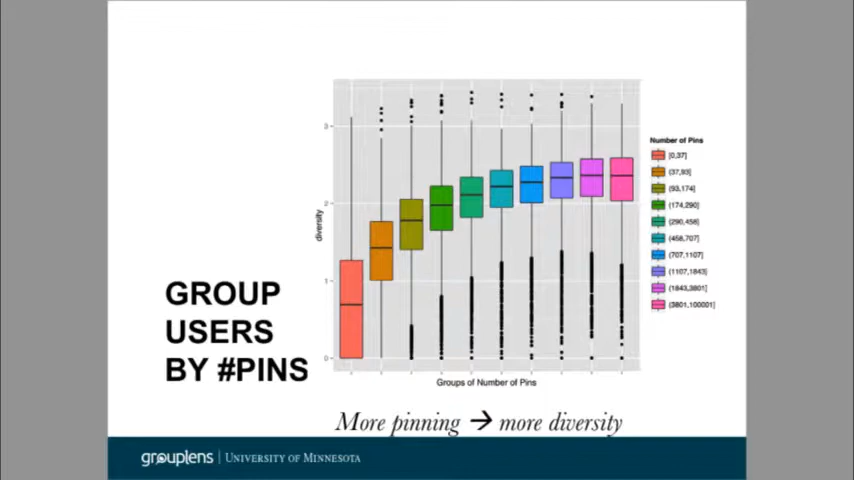 GROUP
USERS
BY #PINS
diversity
3
2
1
0
Groups of Number of Pins
Number of Pins
[0,37]
(37,93]
(93,174]
(174,290]
(290,458]
(458,707]
(707,1107]
(1107,1843]
(1843,3801]
(3801,100001]
More pinning → more diversity
grouplens | UNIVERSITY OF MINNESOTA